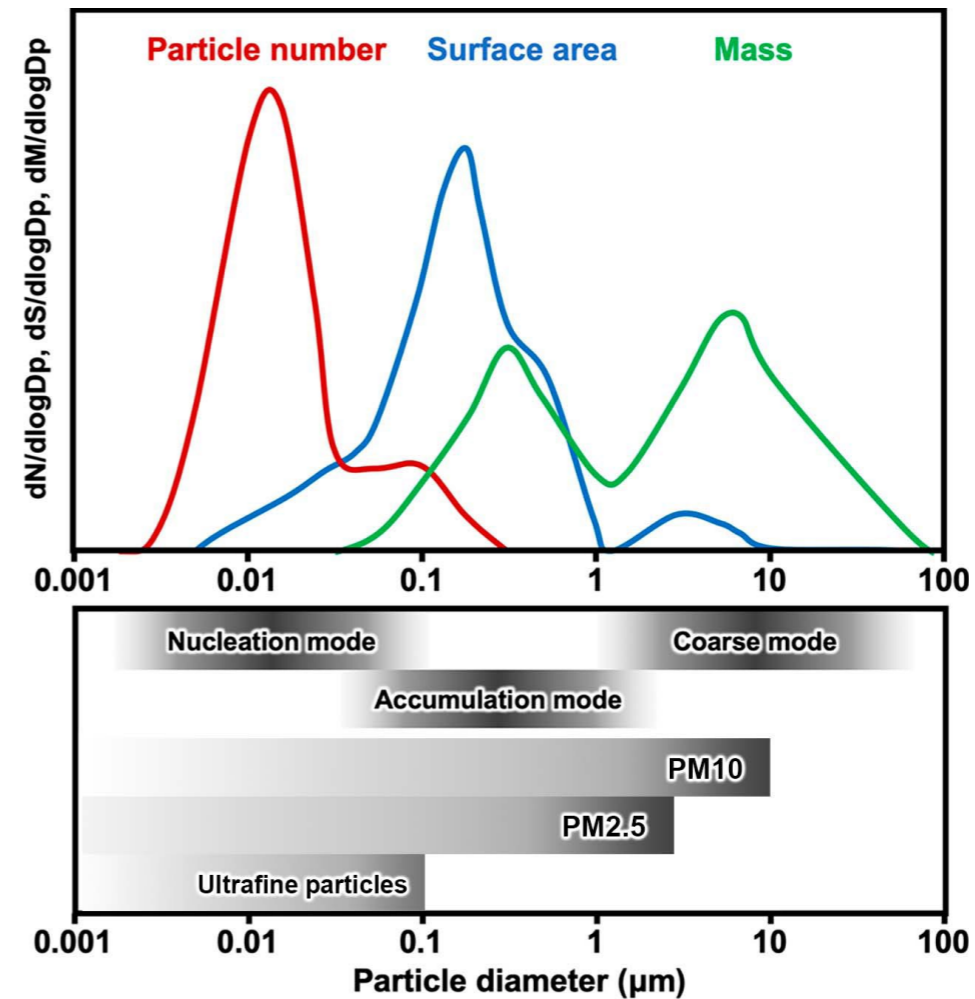 Particle number Surface area Mass
dN/dlogDp, dS/dlogDp, dM/dlogDp
0.001 0.01 0.1 1 10 100
Nucleation mode Coarse mode
Accumulation mode
PM10
PM2.5
Ultrafine particles
0.001 0.01 0.1 1 10 100
Particle diameter (μm)